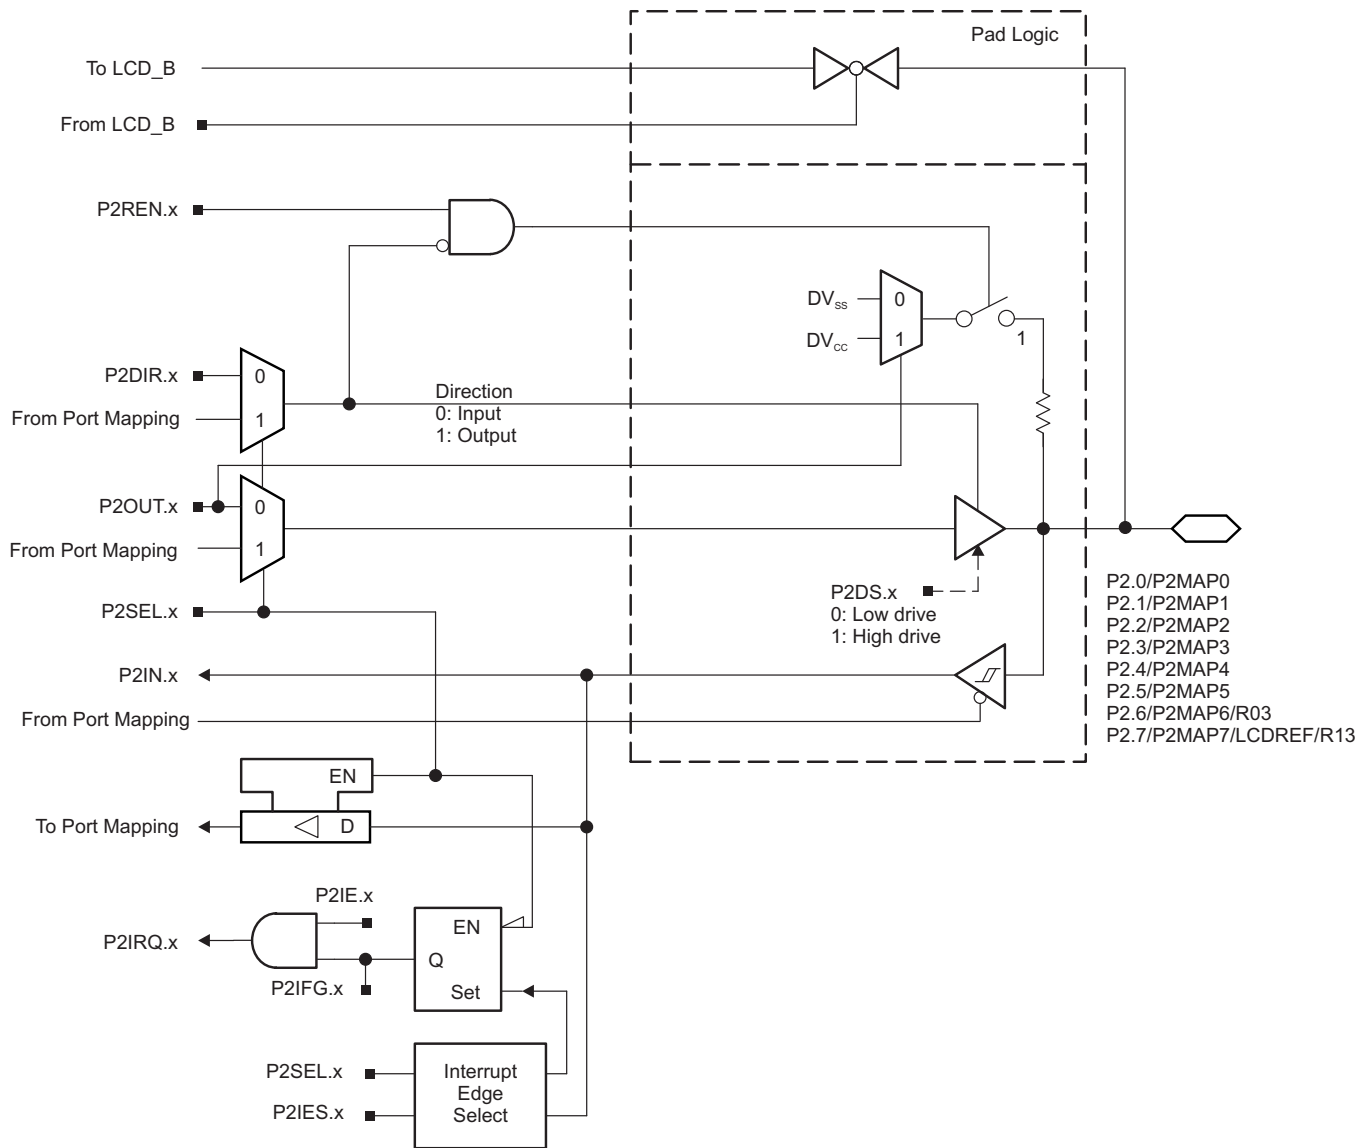 Pad Logic
To LCD_B
From LCD_B
P2REN.x
DVSS
0
DVCC
1
1
P2DIR.x
0
From Port Mapping
1
Direction
0: Input
1: Output
P2OUT.x
0
From Port Mapping
1
P2DS.x
0: Low drive
1: High drive
P2SEL.x
P2IN.x
From Port Mapping
P2.0/P2MAP0
P2.1/P2MAP1
P2.2/P2MAP2
P2.3/P2MAP3
P2.4/P2MAP4
P2.5/P2MAP5
P2.6/P2MAP6/R03
P2.7/P2MAP7/LCDREF/R13
EN
To Port Mapping
D
P2IE.x
EN
P2IRQ.x
Q
P2IFG.x
Set
P2SEL.x
P2IES.x
Interrupt
Edge
Select